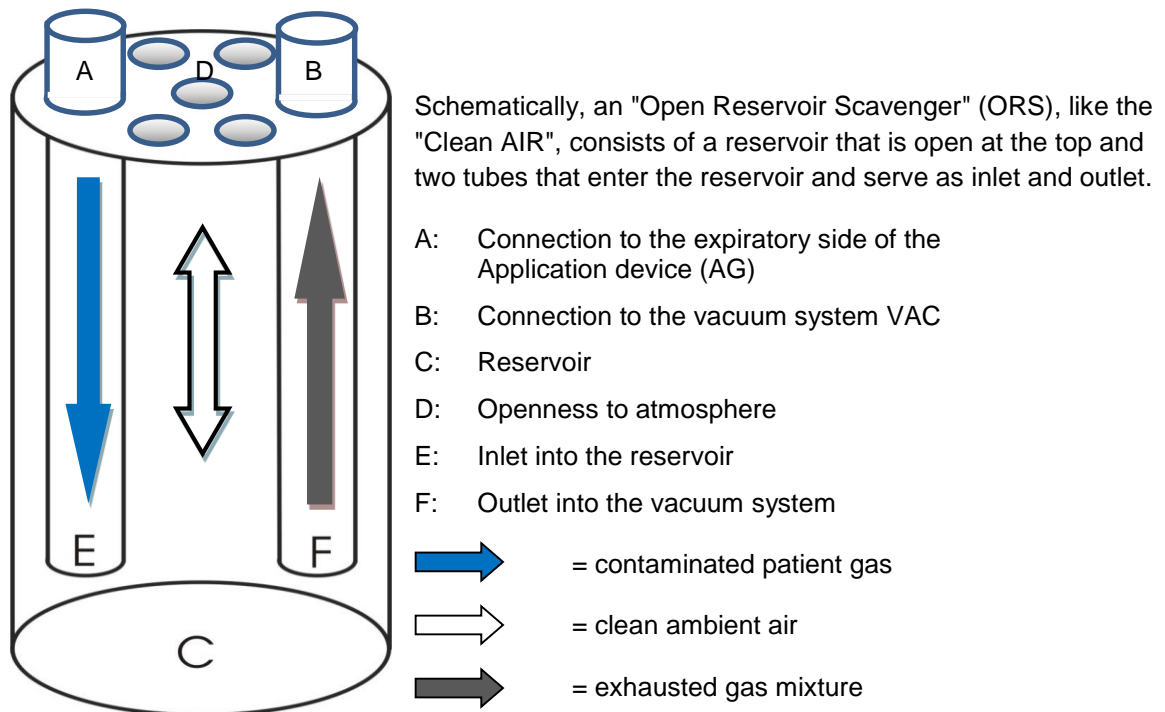 A
D
B
Schematically, an "Open Reservoir Scavenger" (ORS), like the
"Clean AIR", consists of a reservoir that is open at the top and
two tubes that enter the reservoir and serve as inlet and outlet.
A: Connection to the expiratory side of the
Application device (AG)
B: Connection to the vacuum system VAC
C: Reservoir
D: Openness to atmosphere
E: Inlet into the reservoir
F: Outlet into the vacuum system
E
F
= contaminated patient gas
= clean ambient air
C
= exhausted gas mixture